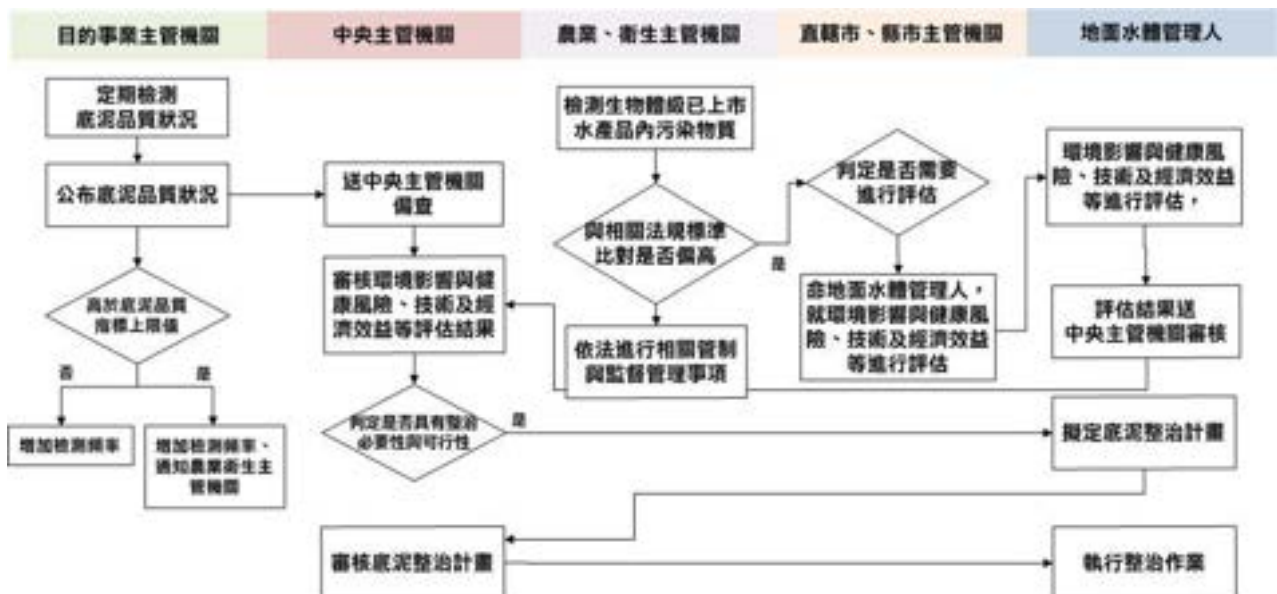 目的事業主管機關
中央主管機關
農業、衛生主管機關
直轄市、縣市主管機關
地面水體管理人
定期檢測
底泥品質狀況
公布底泥品質狀況
高於底泥品質
指標上限值
否
是
增加檢測頻率
增加檢測頻率、
通知農業衛生主
管機關
送中央主管機關
備查
審核環境影響與健
康風險、技術及經
濟效益等評估結果
判定是否具有整治
必要性與可行性
是
審核底泥整治計畫
檢測生物體級已上市
水產品內污染物質
與相關法規標準
比對是否偏高
是
依法進行相關管制
與監督管理事項
判定是否需要
進行評估
命地面水體管理人，
就環境影響與健康風
險、技術及經濟效益
等進行評估
環境影響與健康風
險、技術及經濟效益
等進行評估，
評估結果送
中央主管機關審核
擬定底泥整治計畫
執行整治作業